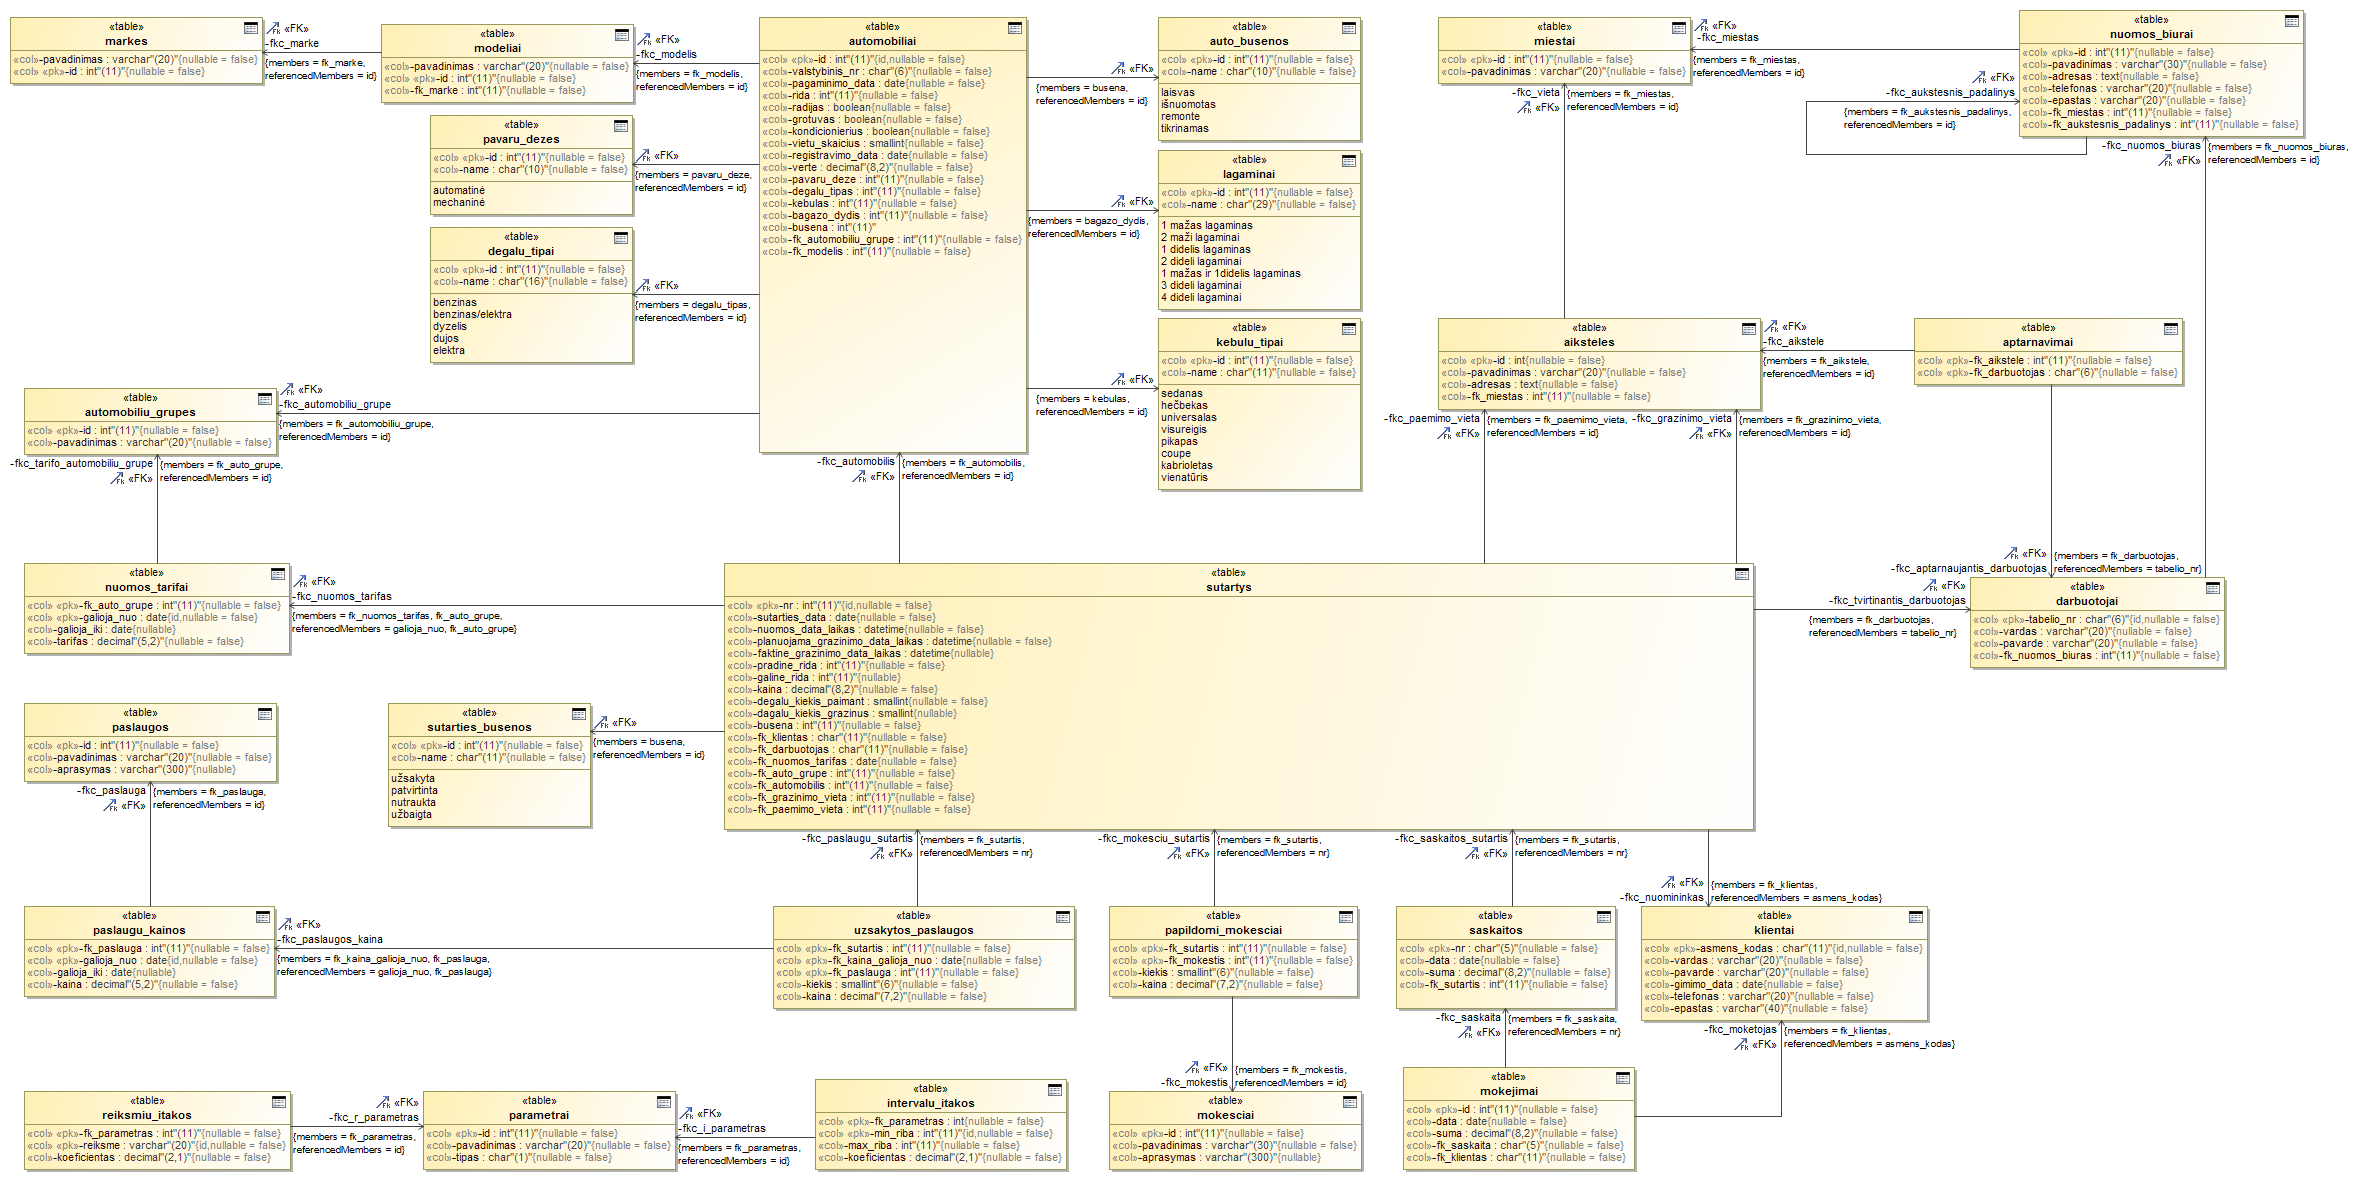 «table»
markes
«col»-pavadinimas : varchar"(20)"{nullable = false}
«col» «pk»-id : int"(11)"{nullable = false}
«FK»
-fkc_marke
{members = fk_marke,
referencedMembers = id}
«table»
modeliai
«col»-pavadinimas : varchar"(20)"{nullable = false}
«col» «pk»-id : int"(11)"{nullable = false}
«col»-fk_marke : int"(11)"{nullable = false}
«FK»
-fkc_modelis
{members = fk_modelis,
referencedMembers = id}
«table»
automobiliai
«col» «pk»-id : int"(11)"{id,nullable = false}
«col»-valstybinis_nr : char"(6)"{nullable = false}
«col»-pagaminimo_data : date{nullable = false}
«col»-rida : int"(11)"{nullable = false}
«col»-radijas : boolean{nullable = false}
«col»-grotuvas : boolean{nullable = false}
«col»-kondicionierius : boolean{nullable = false}
«col»-vietu_skaicius : smallint{nullable = false}
«col»-registravimo_data : date{nullable = false}
«col»-verte : decimal"(8,2)"{nullable = false}
«col»-pavaru_deze : int"(11)"{nullable = false}
«col»-degalu_tipas : int"(11)"{nullable = false}
«col»-kebulas : int"(11)"{nullable = false}
«col»-bagazo_dydis : int"(11)"{nullable = false}
«col»-busena : int"(11)"
«col»-fk_automobiliu_grupe : int"(11)"{nullable = false}
«col»-fk_modelis : int"(11)"{nullable = false}
«FK»
{members = busena,
referencedMembers = id}
«table»
auto_busenos
«col» «pk»-id : int"(11)"{nullable = false}
«col»-name : char"(10)"{nullable = false}
laisvas
išnuomotas
remonte
tikrinamas
«table»
miestai
«col» «pk»-id : int"(11)"{nullable = false}
«col»-pavadinimas : varchar"(20)"{nullable = false}
«FK»
-fkc_miestas
{members = fk_miestas,
referencedMembers = id}
«table»
nuomos_biurai
«col» «pk»-id : int"(11)"{nullable = false}
«col»-pavadinimas : varchar"(30)"{nullable = false}
«col»-adresas : text{nullable = false}
«col»-telefonas : varchar"(20)"{nullable = false}
«col»-epastas : varchar"(20)"{nullable = false}
«col»-fk_miestas : int"(11)"{nullable = false}
«col»-fk_aukstesnis_padalinys : int"(11)"{nullable = false}
«FK»
-fkc_aukstesnis_padalinys
{members = fk_aukstesnis_padalinys,
referencedMembers = id}
-fkc_vieta
«FK»
{members = fk_miestas,
referencedMembers = id}
-fkc_nuomos_biuras
«FK»
{members = fk_nuomos_biuras,
referencedMembers = id}
«table»
pavaru_dezes
«col» «pk»-id : int"(11)"{nullable = false}
«col»-name : char"(10)"{nullable = false}
automatinė
mechaninė
«FK»
{members = pavaru_deze,
referencedMembers = id}
«table»
lagaminai
«col» «pk»-id : int"(11)"{nullable = false}
«col»-name : char"(29)"{nullable = false}
1 mažas lagaminas
2 maži lagaminai
1 didelis lagaminas
2 dideli lagaminai
1 mažas ir 1didelis lagaminas
3 dideli lagaminai
4 dideli lagaminai
«FK»
{members = bagazo_dydis,
referencedMembers = id}
«table»
degalu_tipai
«col» «pk»-id : int"(11)"{nullable = false}
«col»-name : char"(16)"{nullable = false}
benzinas
benzinas/elektra
dyzelis
dujos
elektra
«FK»
{members = degalu_tipas,
referencedMembers = id}
«table»
kebulu_tipai
«col» «pk»-id : int"(11)"{nullable = false}
«col»-name : char"(11)"{nullable = false}
sedanas
hečbekas
universalas
visureigis
pikapas
coupe
kabrioletas
vienatūris
«FK»
{members = kebulas,
referencedMembers = id}
«table»
aiksteles
«col» «pk»-id : int{nullable = false}
«col»-pavadinimas : varchar"(20)"{nullable = false}
«col»-adresas : text{nullable = false}
«col»-fk_miestas : int"(11)"{nullable = false}
«FK»
-fkc_aikstele
{members = fk_aikstele,
referencedMembers = id}
«table»
aptarnavimai
«col» «pk»-fk_aikstele : int"(11)"{nullable = false}
«col» «pk»-fk_darbuotojas : char"(6)"{nullable = false}
«table»
automobiliu_grupes
«col» «pk»-id : int"(11)"{nullable = false}
«col»-pavadinimas : varchar"(20)"{nullable = false}
«FK»
-fkc_automobiliu_grupe
{members = fk_automobiliu_grupe,
referencedMembers = id}
-fkc_tarifo_automobiliu_grupe
«FK»
{members = fk_auto_grupe,
referencedMembers = id}
-fkc_automobilis
«FK»
{members = fk_automobilis,
referencedMembers = id}
-fkc_paemimo_vieta
«FK»
{members = fk_paemimo_vieta,
referencedMembers = id}
-fkc_grazinimo_vieta
«FK»
{members = fk_grazinimo_vieta,
referencedMembers = id}
«table»
nuomos_tarifai
«col» «pk»-fk_auto_grupe : int"(11)"{nullable = false}
«col» «pk»-galioja_nuo : date{id,nullable = false}
«col»-galioja_iki : date{nullable}
«col»-tarifas : decimal"(5,2)"{nullable = false}
«FK»
-fkc_nuomos_tarifas
{members = fk_nuomos_tarifas, fk_auto_grupe,
referencedMembers = galioja_nuo, fk_auto_grupe}
«table»
sutartys
«col» «pk»-nr : int"(11)"{id,nullable = false}
«col»-sutarties_data : date{nullable = false}
«col»-nuomos_data_laikas : datetime{nullable = false}
«col»-planuojama_grazinimo_data_laikas : datetime{nullable = false}
«col»-faktine_grazinimo_data_laikas : datetime{nullable}
«col»-pradine_rida : int"(11)"{nullable = false}
«col»-galine_rida : int"(11)"{nullable}
«col»-kaina : decimal"(8,2)"{nullable = false}
«col»-degalu_kiekis_paimant : smallint{nullable = false}
«col»-dagalu_kiekis_grazinus : smallint{nullable}
«col»-busena : int"(11)"{nullable = false}
«col»-fk_klientas : char"(11)"{nullable = false}
«col»-fk_darbuotojas : char"(11)"{nullable = false}
«col»-fk_nuomos_tarifas : date{nullable = false}
«col»-fk_auto_grupe : int"(11)"{nullable = false}
«col»-fk_automobilis : int"(11)"{nullable = false}
«col»-fk_grazinimo_vieta : int"(11)"{nullable = false}
«col»-fk_paemimo_vieta : int"(11)"{nullable = false}
«FK»
-fkc_aptarnaujantis_darbuotojas
{members = fk_darbuotojas,
referencedMembers = tabelio_nr}
«FK»
-fkc_tvirtinantis_darbuotojas
{members = fk_darbuotojas,
referencedMembers = tabelio_nr}
«table»
darbuotojai
«col» «pk»-tabelio_nr : char"(6)"{id,nullable = false}
«col»-vardas : varchar"(20)"{nullable = false}
«col»-pavarde : varchar"(20)"{nullable = false}
«col»-fk_nuomos_biuras : int"(11)"{nullable = false}
«table»
paslaugos
«col» «pk»-id : int"(11)"{nullable = false}
«col»-pavadinimas : varchar"(20)"{nullable = false}
«col»-aprasymas : varchar"(300)"{nullable}
-fkc_paslauga
«FK»
{members = fk_paslauga,
referencedMembers = id}
«table»
sutarties_busenos
«col» «pk»-id : int"(11)"{nullable = false}
«col»-name : char"(11)"{nullable = false}
užsakyta
patvirtinta
nutraukta
užbaigta
«FK»
{members = busena,
referencedMembers = id}
-fkc_paslaugu_sutartis
«FK»
{members = fk_sutartis,
referencedMembers = nr}
-fkc_mokesciu_sutartis
«FK»
{members = fk_sutartis,
referencedMembers = nr}
-fkc_saskaitos_sutartis
«FK»
{members = fk_sutartis,
referencedMembers = nr}
«FK»
-fkc_nuomininkas
{members = fk_klientas,
referencedMembers = asmens_kodas}
«table»
paslaugu_kainos
«col» «pk»-fk_paslauga : int"(11)"{nullable = false}
«col» «pk»-galioja_nuo : date{id,nullable = false}
«col»-galioja_iki : date{nullable}
«col»-kaina : decimal"(5,2)"{nullable = false}
«FK»
-fkc_paslaugos_kaina
{members = fk_kaina_galioja_nuo, fk_paslauga,
referencedMembers = galioja_nuo, fk_paslauga}
«table»
uzsakytos_paslaugos
«col» «pk»-fk_sutartis : int"(11)"{nullable = false}
«col» «pk»-fk_kaina_galioja_nuo : date{nullable = false}
«col» «pk»-fk_paslauga : int"(11)"{nullable = false}
«col»-kiekis : smallint"(6)"{nullable = false}
«col»-kaina : decimal"(7,2)"{nullable = false}
«table»
papildomi_mokesciai
«col» «pk»-fk_sutartis : int"(11)"{nullable = false}
«col» «pk»-fk_mokestis : int"(11)"{nullable = false}
«col»-kiekis : smallint"(6)"{nullable = false}
«col»-kaina : decimal"(7,2)"{nullable = false}
«table»
saskaitos
«col» «pk»-nr : char"(5)"{nullable = false}
«col»-data : date{nullable = false}
«col»-suma : decimal"(8,2)"{nullable = false}
«col»-fk_sutartis : int"(11)"{nullable = false}
«table»
klientai
«col» «pk»-asmens_kodas : char"(11)"{id,nullable = false}
«col»-vardas : varchar"(20)"{nullable = false}
«col»-pavarde : varchar"(20)"{nullable = false}
«col»-gimimo_data : date{nullable = false}
«col»-telefonas : varchar"(20)"{nullable = false}
«col»-epastas : varchar"(40)"{nullable = false}
-fkc_saskaita
«FK»
{members = fk_saskaita,
referencedMembers = nr}
-fkc_moketojas
«FK»
{members = fk_klientas,
referencedMembers = asmens_kodas}
«FK»
-fkc_mokestis
{members = fk_mokestis,
referencedMembers = id}
«table»
reiksmiu_itakos
«col» «pk»-fk_parametras : int"(11)"{nullable = false}
«col» «pk»-reiksme : varchar"(20)"{id,nullable = false}
«col»-koeficientas : decimal"(2,1)"{nullable = false}
«FK»
-fkc_r_parametras
{members = fk_parametras,
referencedMembers = id}
«table»
parametrai
«col» «pk»-id : int"(11)"{nullable = false}
«col»-pavadinimas : varchar"(20)"{nullable = false}
«col»-tipas : char"(1)"{nullable = false}
«FK»
-fkc_i_parametras
{members = fk_parametras,
referencedMembers = id}
«table»
intervalu_itakos
«col» «pk»-fk_parametras : int{nullable = false}
«col» «pk»-min_riba : int"(11)"{id,nullable = false}
«col»-max_riba : int"(11)"{nullable = false}
«col»-koeficientas : decimal"(2,1)"{nullable = false}
«table»
mokesciai
«col» «pk»-id : int"(11)"{nullable = false}
«col»-pavadinimas : varchar"(30)"{nullable = false}
«col»-aprasymas : varchar"(300)"{nullable}
«table»
mokejimai
«col» «pk»-id : int"(11)"{nullable = false}
«col»-data : date{nullable = false}
«col»-suma : decimal"(8,2)"{nullable = false}
«col»-fk_saskaita : char"(5)"{nullable = false}
«col»-fk_klientas : char"(11)"{nullable = false}